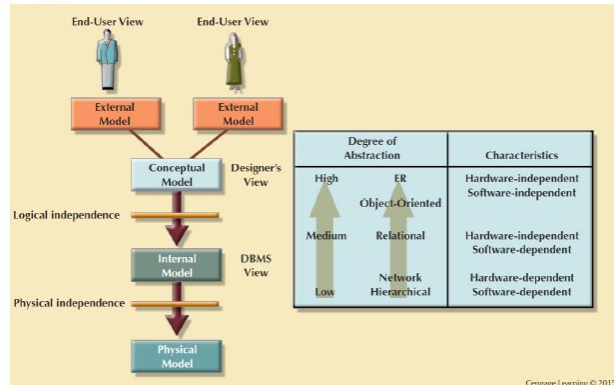 End-User View
End-User View
External
Model
External
Model
Conceptual
Model
Designer's
View
Logical independence
Internal
Model
DBMS
View
Physical independence
Physical
Model
Degree of
Abstraction
Characteristics
High
ER
Hardware-independent
Software-independent
Object-Oriented
Medium
Relational
Hardware-independent
Software-dependent
Network
Hardware-dependent
Low
Hierarchical
Software-dependent
Cengage Learning © 2015